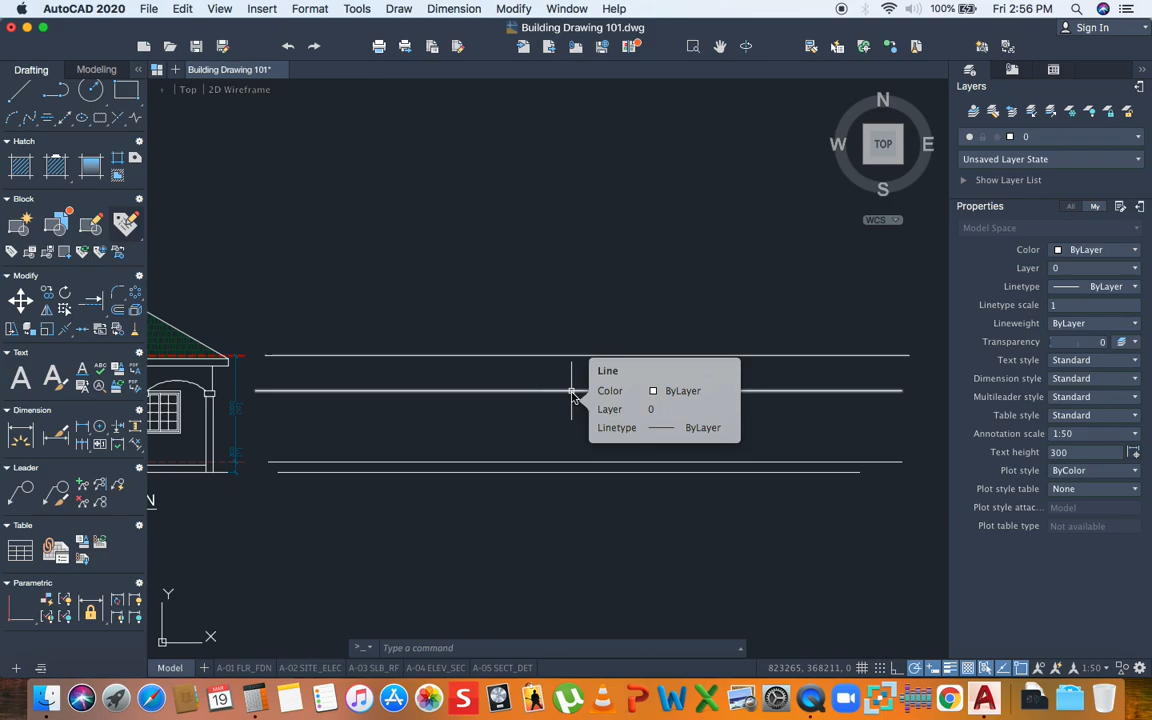 AutoCAD 2020 File Edit View Insert Format Tools Draw Dimension Modify Window Help 100% Fri 2:56 PM
Building Drawing 101.dwg
Sign In
Drafting Modeling Building Drawing 101*
Top 2D Wireframe
Layers
N
W TOP E
S
WCS
0
Unsaved Layer State
Show Layer List
Hatch
Block
Modify
Text
Dimension
Leader
Table
Parametric
Properties All My
Model Space
Color ByLayer
Layer 0
Linetype ByLayer
Linetype scale 1
Lineweight ByLayer
Transparency 0
Text style Standard
Dimension style Standard
Multileader style Standard
Table style Standard
Annotation scale 1:50
Text height 300
Plot style ByColor
Plot style table None
Plot style attac... Model
Plot table type Not available
Line
Color ByLayer
Layer 0
Linetype ByLayer
N
Y
X
>_ Type a command
Model A-01 FLR_FDN A-02 SITE_ELEC A-03 SLB_RF A-04 ELEV_SEC A-05 SECT_DET 823265, 368211, 0 1:50